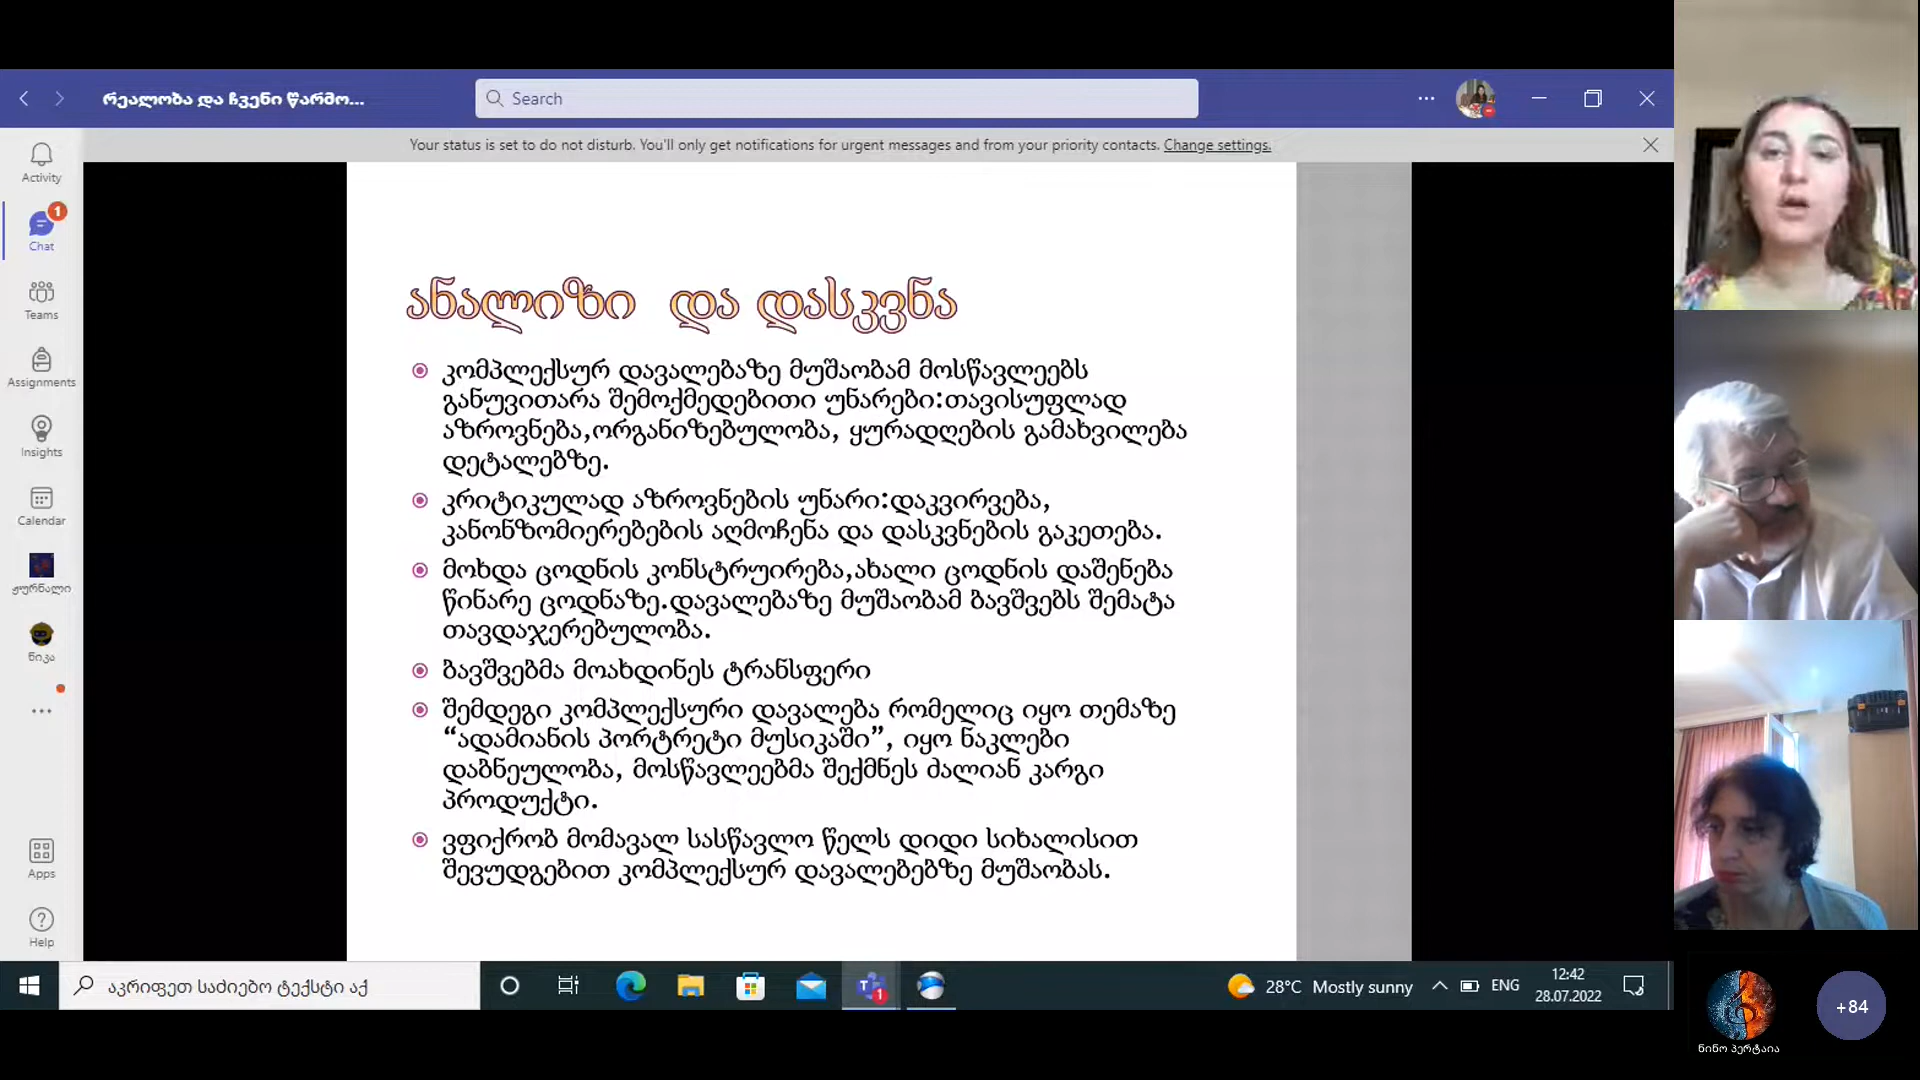 რეალობა და ჩვენი წარმო...
Search
Your status is set to do not disturb. You'll only get notifications for urgent messages and from your priority contacts. Change settings.
Activity
1
Chat
Teams
Assignments
Insights
Calendar
ჟურნალი
წიკა
Apps
Help
ანალიზი და დასკვნა
კომპლექსურ დავალებაზე მუშაობამ მოსწავლეებს
განუვითარა შემოქმედებითი უნარები:თავისუფლად
აზროვნება,ორგანიზებულობა, ყურადღების გამახვილება
დეტალებზე.
კრიტიკულად აზროვნების უნარი:დაკვირვება,
კანონზომიერებების აღმოჩენა და დასკვნების გაკეთება.
მოხდა ცოდნის კონსტრუირება,ახალი ცოდნის დაშენება
წინარე ცოდნაზე.დავალებაზე მუშაობამ ბავშვებს შემატა
თავდაჯერებულობა.
ბავშვებმა მოახდინეს ტრანსფერი
შემდეგი კომპლექსური დავალება რომელიც იყო თემაზე
“ადამიანის პორტრეტი მუსიკაში”, იყო ნაკლები
დაბნეულობა, მოსწავლეებმა შექმნეს ძალიან კარგი
პროდუქტი.
ვფიქრობ მომავალ სასწავლო წელს დიდი სიხალისით
შევუდგებით კომპლექსურ დავალებებზე მუშაობას.
აკრიფეთ საძიებო ტექსტი აქ
T 1
28°C Mostly sunny
ENG
12:42
28.07.2022
ნინო პერტაია
+84